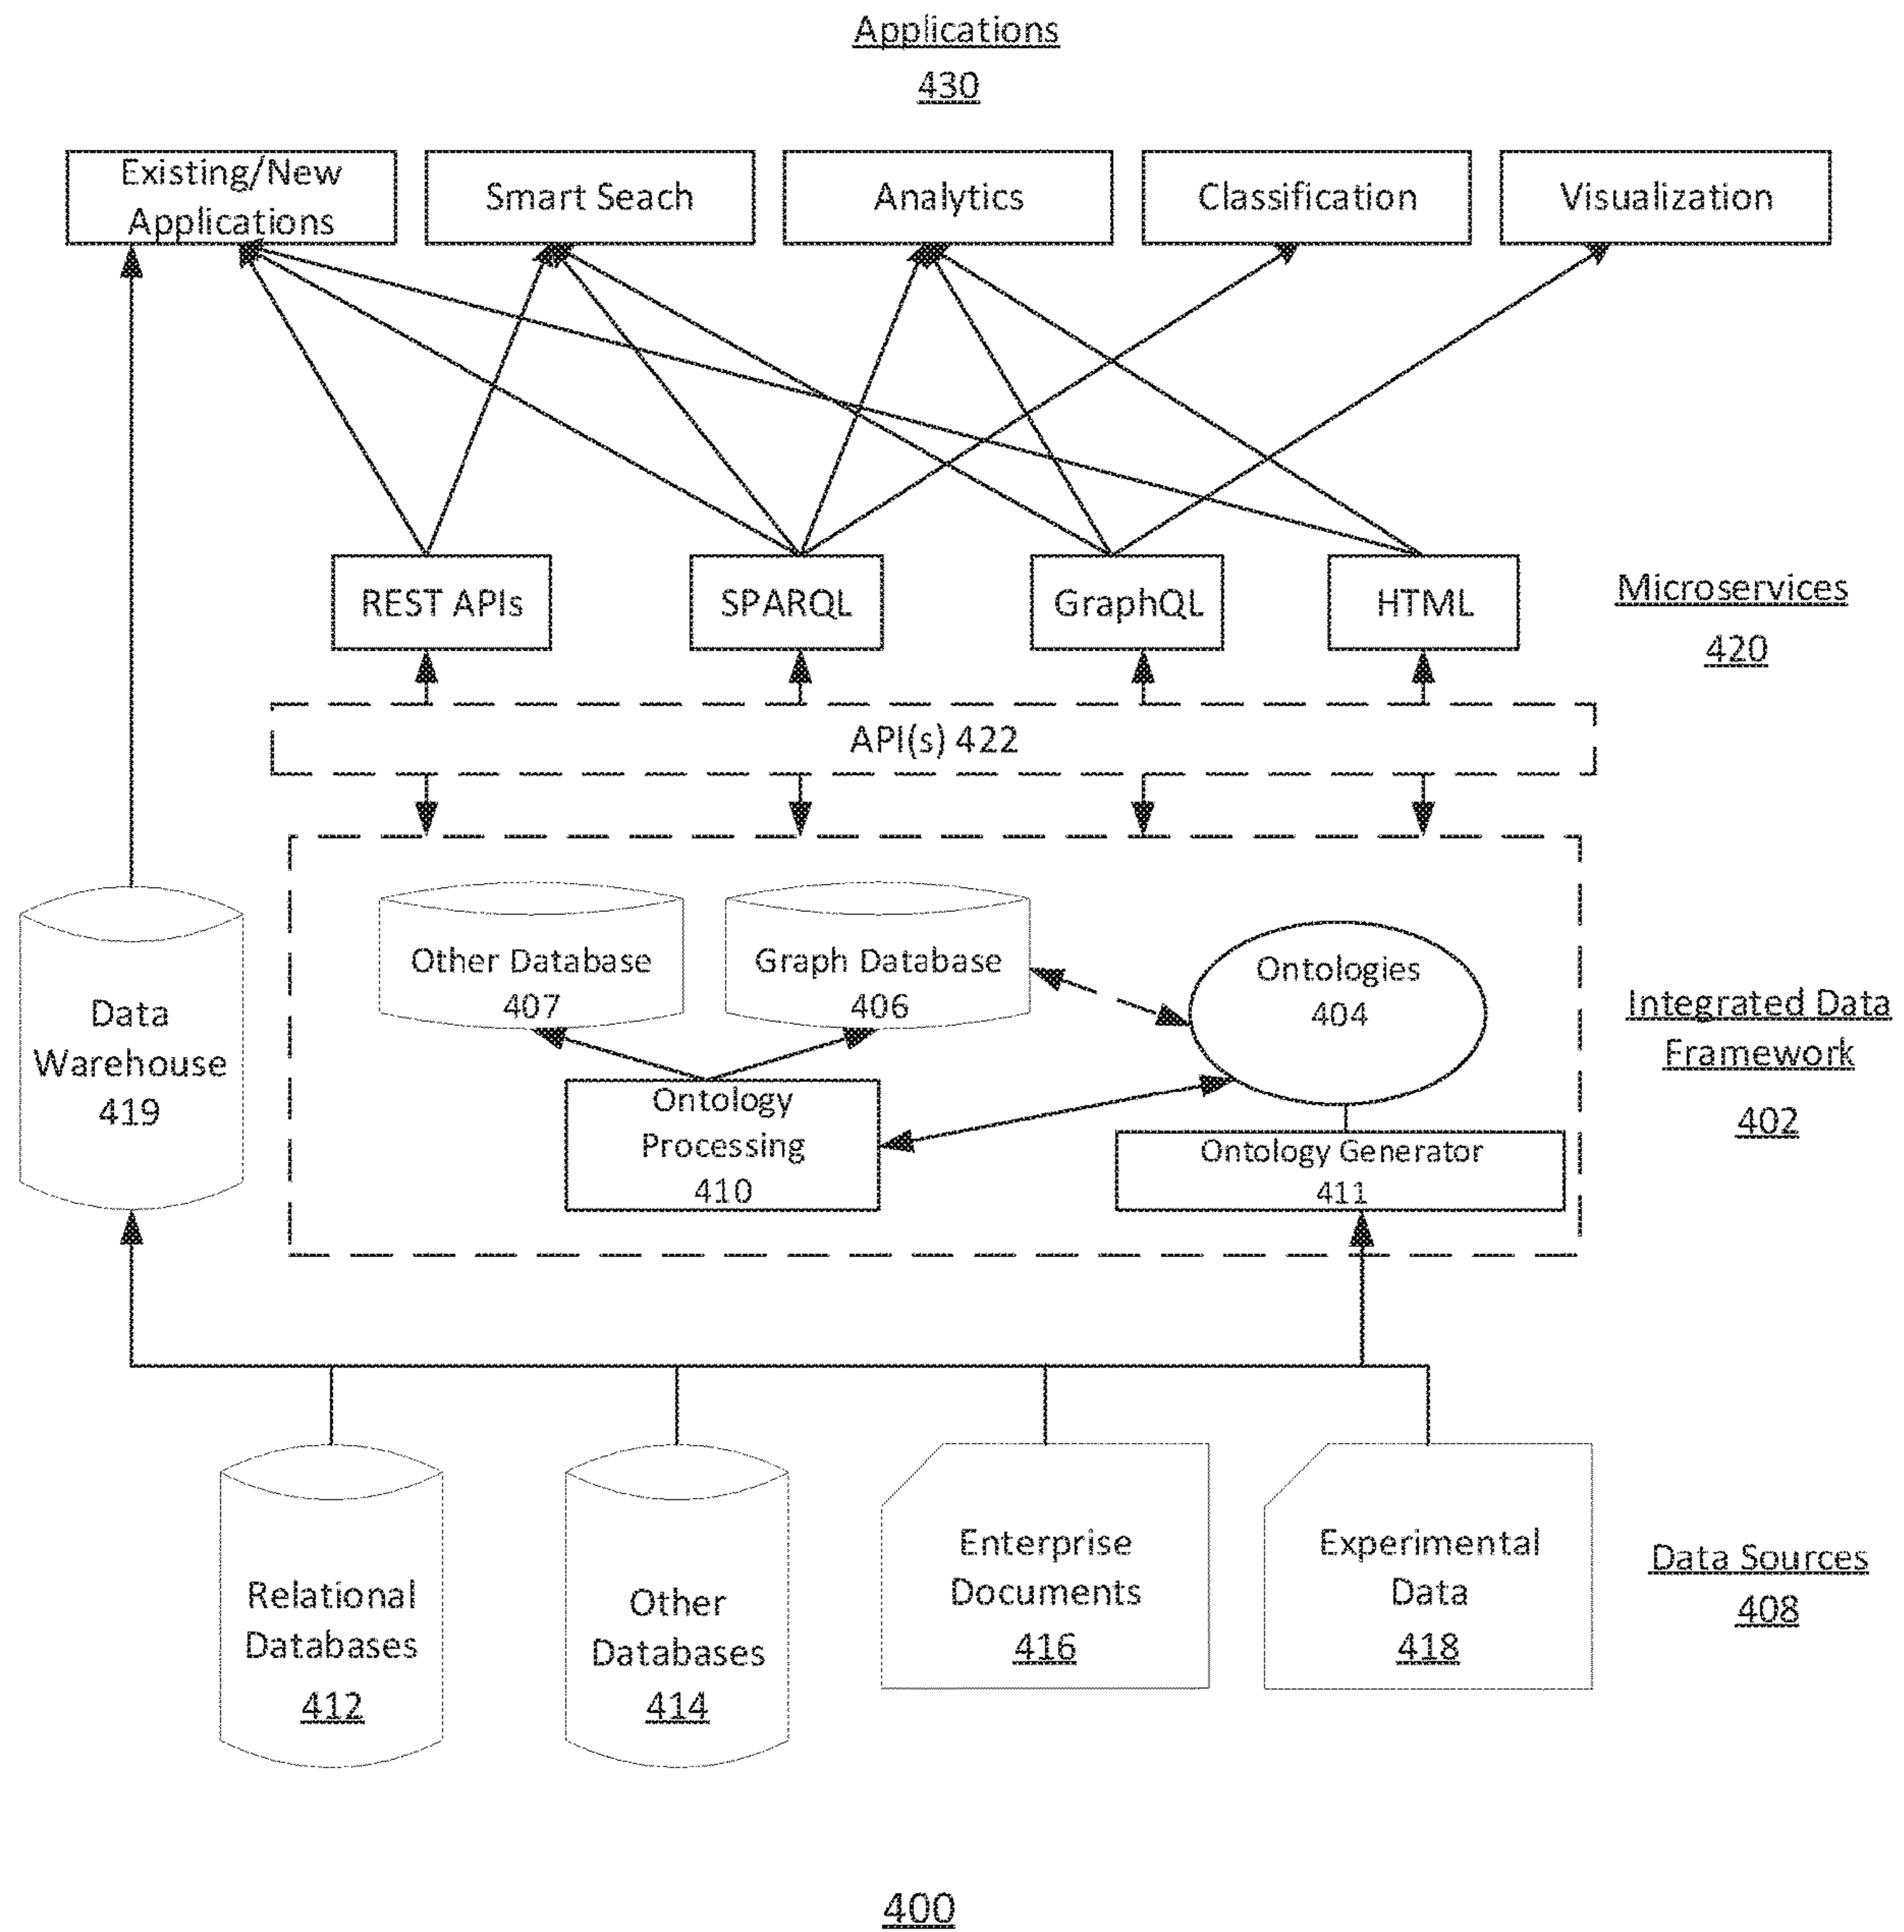 Applications
430
Existing/New
Applications
Smart Seach
Analytics
Classification
Visualization
REST APIs
SPARQL
GraphQL
HTML
Microservices
420
API(s) 422
Other Database
407
Graph Database
406
Ontologies
404
Data
Warehouse
419
Integrated Data
Framework
402
Ontology
Processing
410
Ontology Generator
411
Relational
Databases
412
Other
Databases
414
Enterprise
Documents
416
Experimental
Data
418
Data Sources
408
400